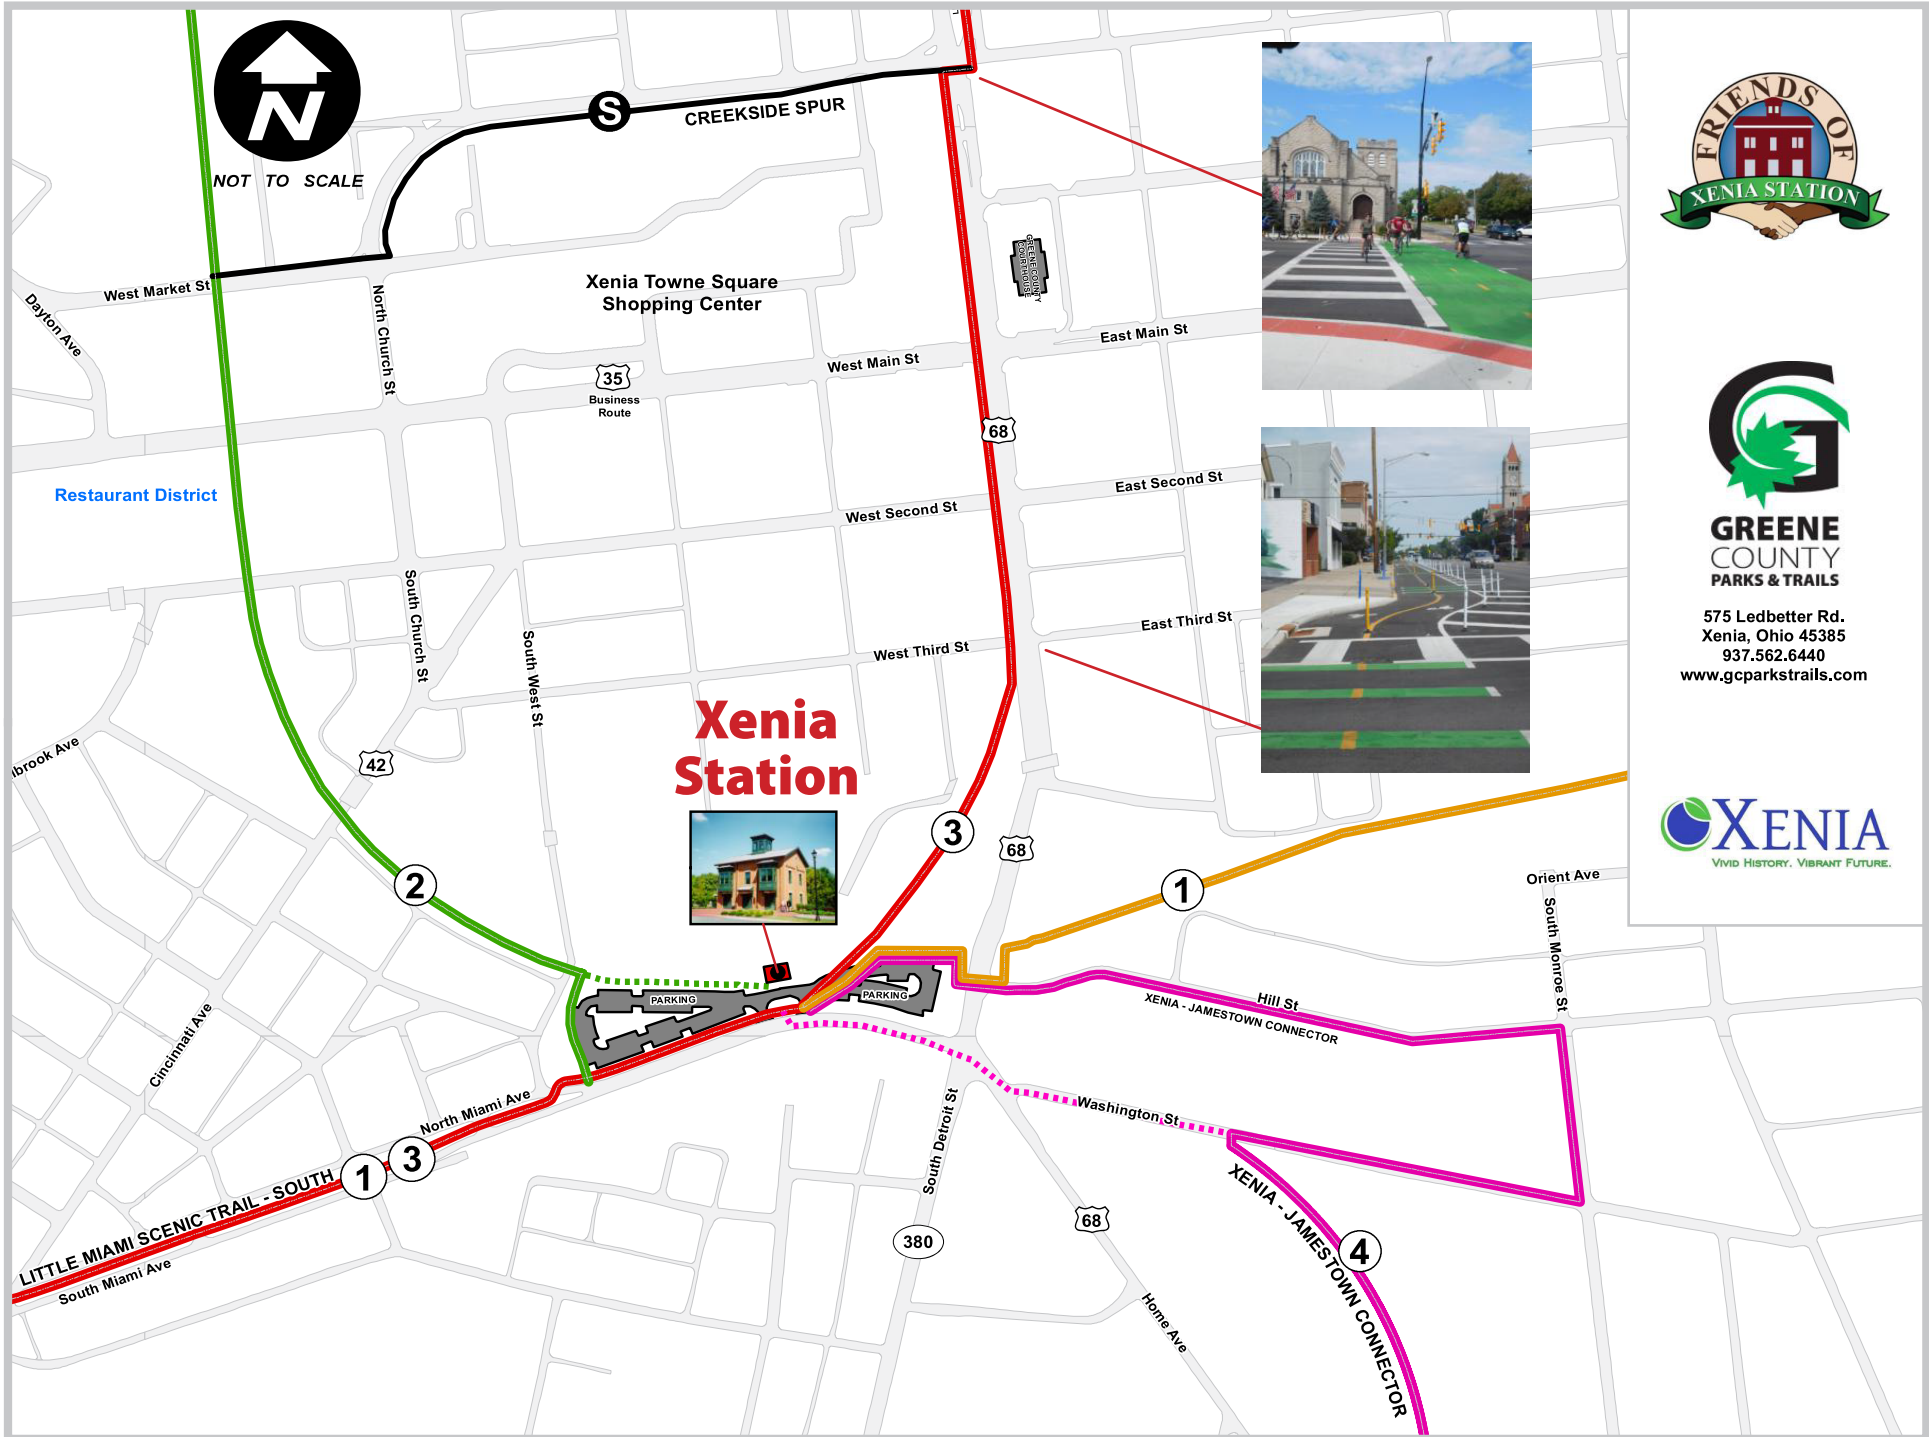 N
NOT TO SCALE
S
CREEKSIDE SPUR
West Market St
Dayton Ave
North Church St
Xenia Towne Square
Shopping Center
GREENE COUNTY
COURTHOUSE
East Main St
West Main St
35
Business
Route
68
Restaurant District
East Second St
West Second St
South Church St
South West St
East Third St
West Third St
Xenia
Station
42
brook Ave
3
68
2
1
Orient Ave
South Monroe St
PARKING
PARKING
Hill St
XENIA - JAMESTOWN CONNECTOR
Cincinnati Ave
North Miami Ave
Washington St
South Detroit St
1
3
LITTLE MIAMI SCENIC TRAIL - SOUTH
South Miami Ave
380
68
XENIA - JAMESTOWN CONNECTOR
4
Home Ave
FRIENDS OF
XENIA STATION
G
GREENE
COUNTY
PARKS & TRAILS
575 Ledbetter Rd.
Xenia, Ohio 45385
937.562.6440
www.gcparkstrails.com
XENIA
VIVID HISTORY. VIBRANT FUTURE.